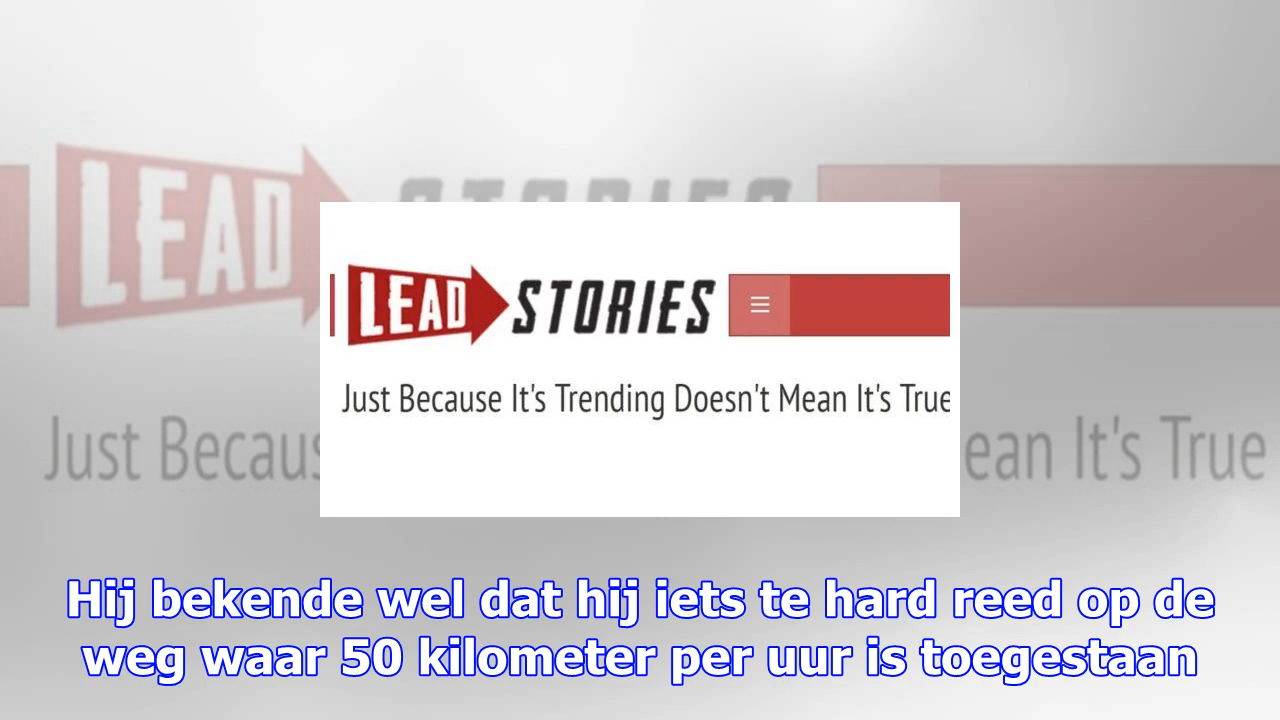 LEAD STORIES
Just Because It's Trending Doesn't Mean It's True
Hij bekende wel dat hij iets te hard reed op de
weg waar 50 kilometer per uur is toegestaan